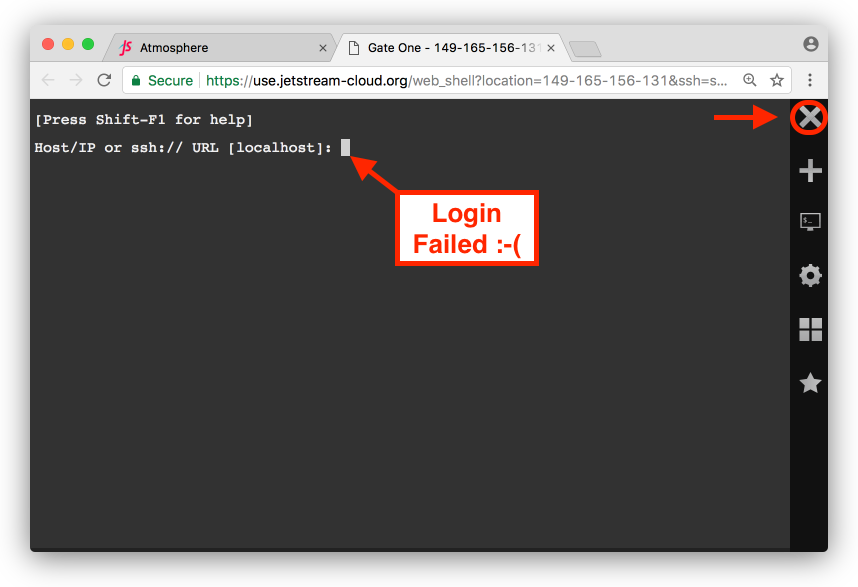 Atmosphere
Gate One - 149-165-156-131
Secure
https://use.jetstream-cloud.org/web_shell?location=149-165-156-131&ssh=s...
[Press Shift-F1 for help]
Host/IP or ssh:// URL [localhost]:
Login
Failed :-(